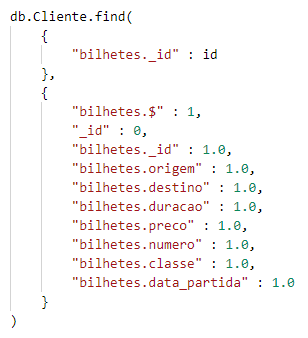 db.Cliente.find(
    {
        "bilhetes._id" : id
    },
    {
        "bilhetes.$" : 1,
        "_id" : 0,
        "bilhetes._id" : 1.0,
        "bilhetes.origem" : 1.0,
        "bilhetes.destino" : 1.0,
        "bilhetes.duracao" : 1.0,
        "bilhetes.preco" : 1.0,
        "bilhetes.numero" : 1.0,
        "bilhetes.classe" : 1.0,
        "bilhetes.data_partida" : 1.0
    }
)